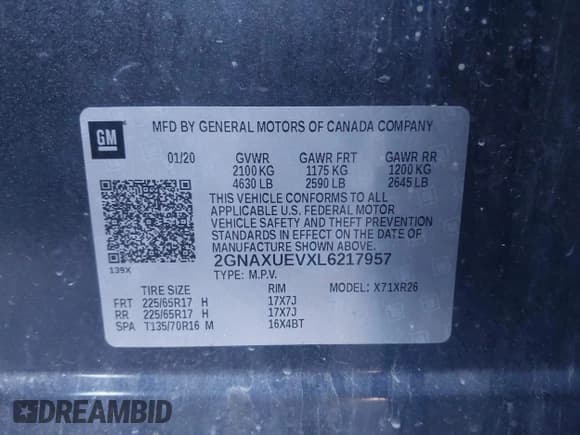 GM
MFD BY GENERAL MOTORS OF CANADA COMPANY
01/20 GVWR GAWR FRT GAWR RR
2100 KG 1175 KG 1200 KG
4630 LB 2590 LB 2645 LB
THIS VEHICLE CONFORMS TO ALL
APPLICABLE U.S. FEDERAL MOTOR
VEHICLE SAFETY AND THEFT PREVENTION
STANDARDS IN EFFECT ON THE DATE OF
MANUFACTURE SHOWN ABOVE.
139X
2GNAXUEVXL6217957
TYPE: M.P.V.
TIRE SIZE RIM MODEL: X71XR26
FRT 225/65R17 H 17X7J
RR 225/65R17 H 17X7J
SPA T135/70R16 M 16X4BT
DREAMBID